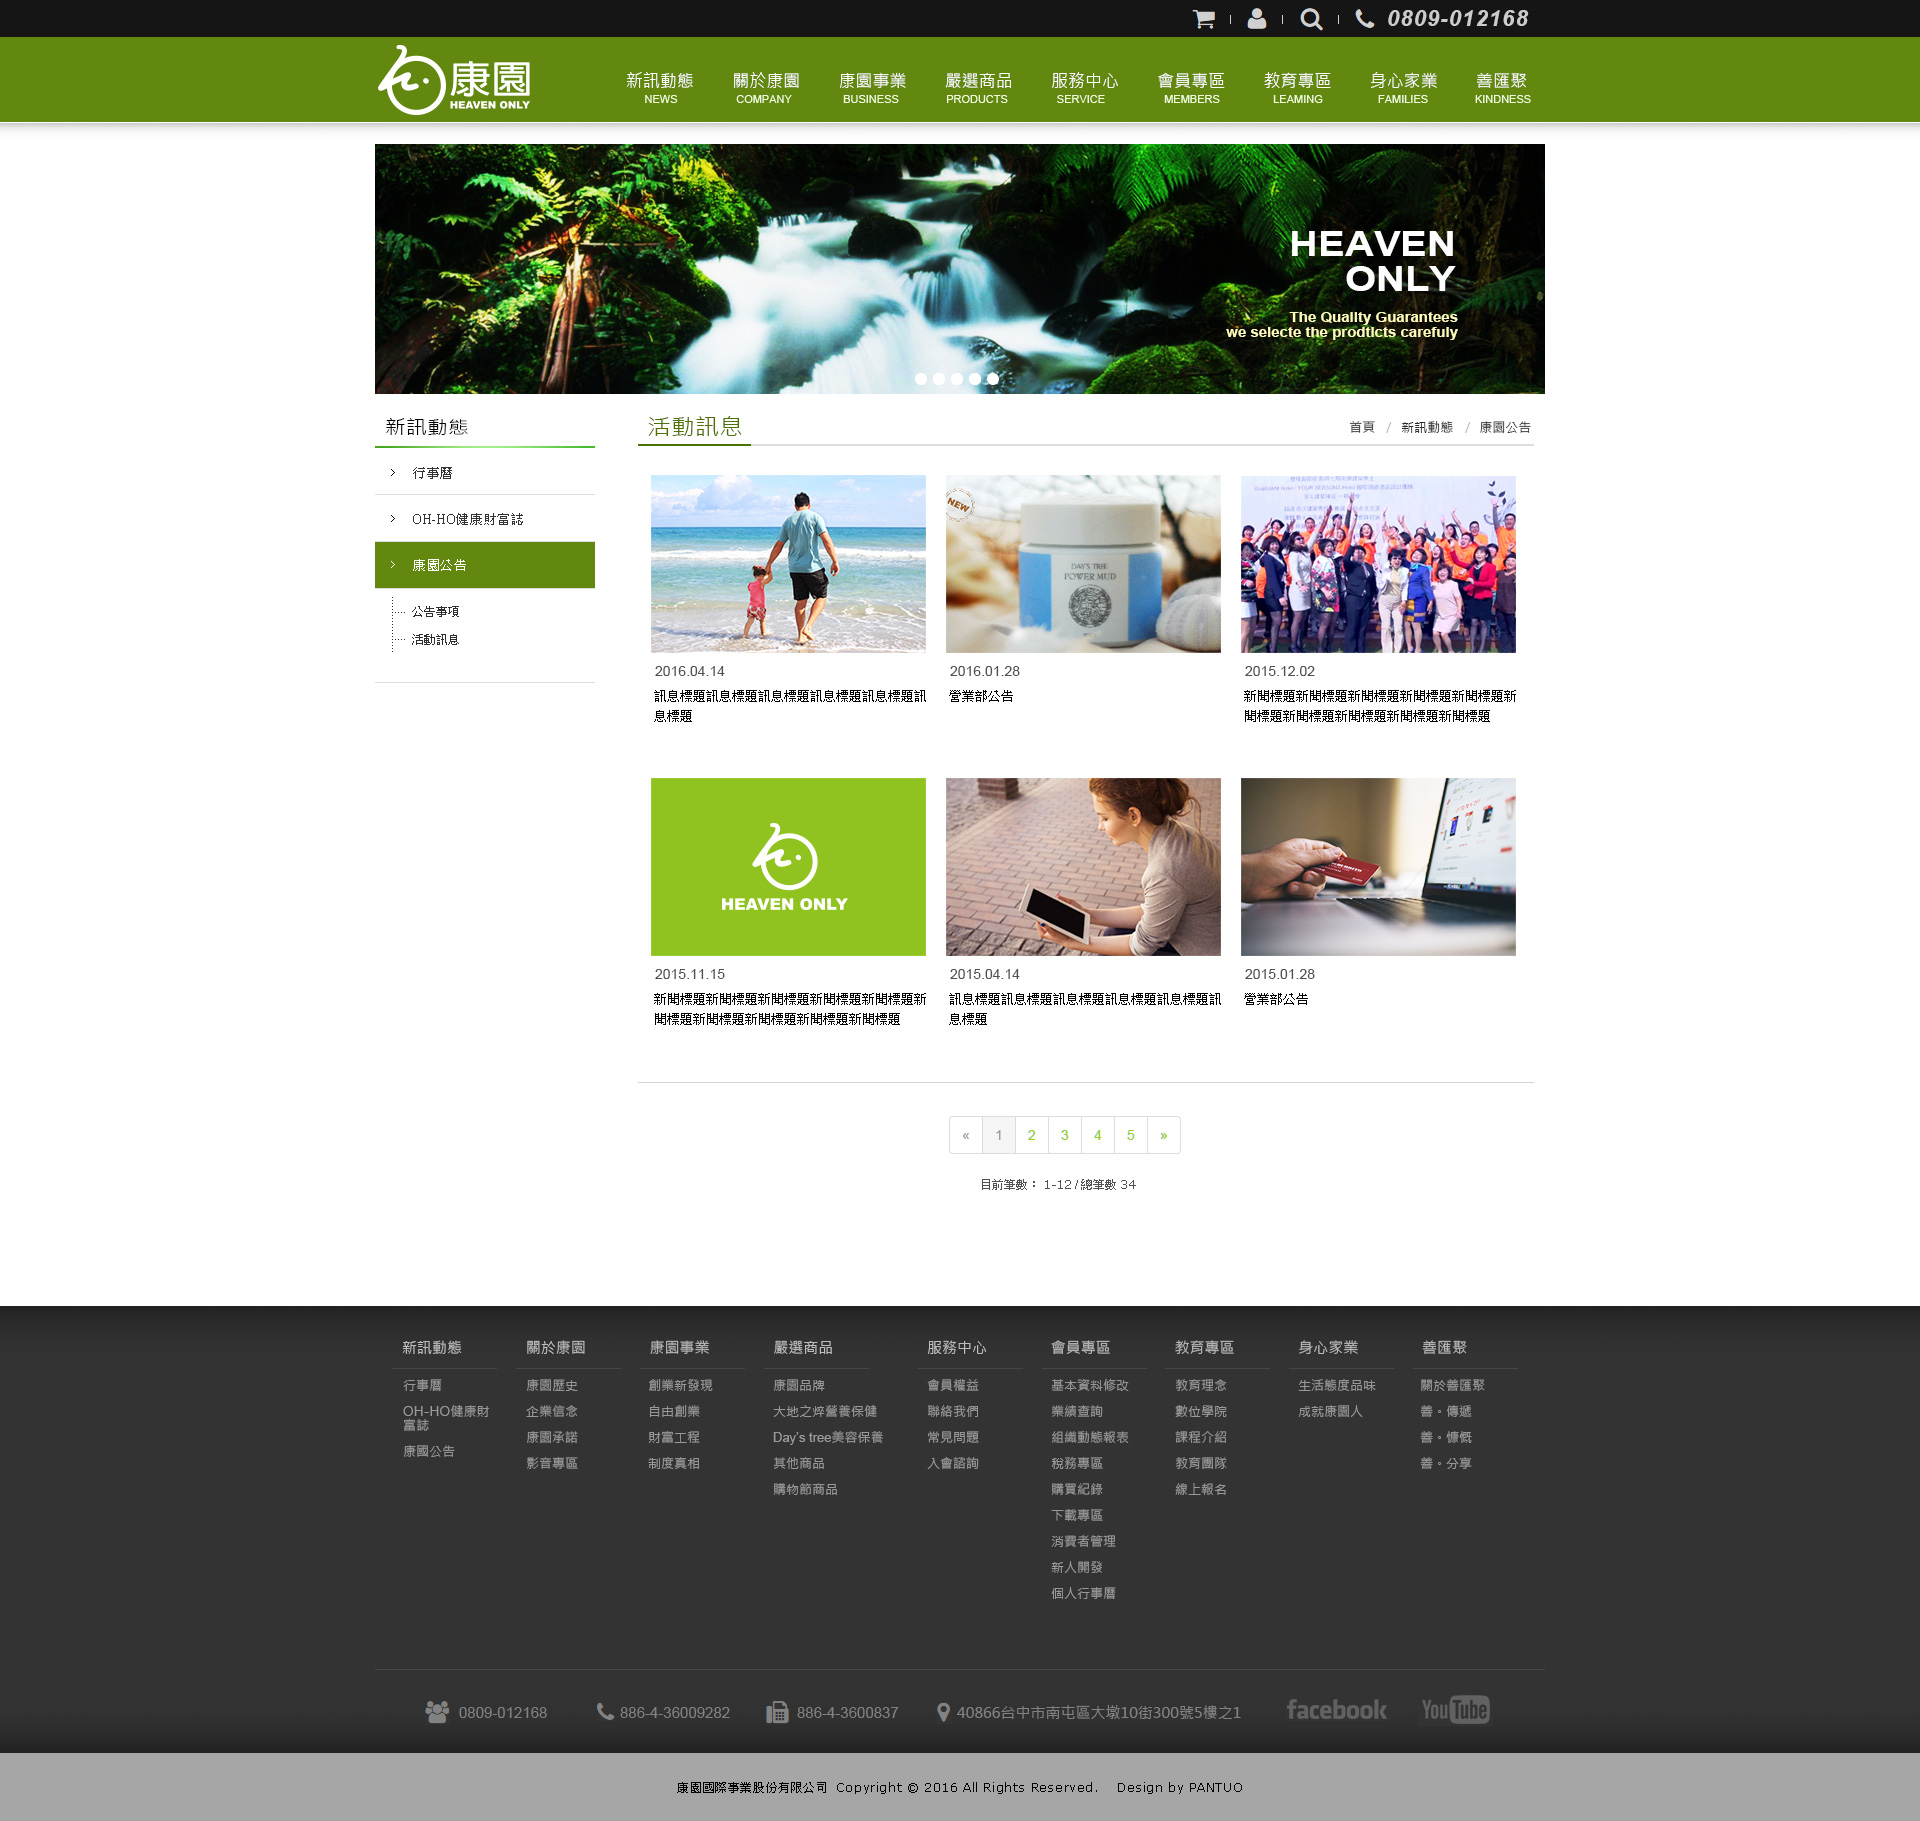 0809-012168
康園
HEAVEN ONLY
新訊動態 關於康園 康園事業 嚴選商品 服務中心 會員專區 教育專區 身心家業 善匯聚
NEWS COMPANY BUSINESS PRODUCTS SERVICE MEMBERS LEAMING FAMILIES KINDNESS
HEAVEN
ONLY
The Quality Guarantees
we selecte the prodticts carefuly
新訊動態
行事曆
OH-HO健康財富誌
康園公告
公告事項
活動訊息
活動訊息
首頁 / 新訊動態 / 康園公告
NEW
DAY'S TREE
POWER MUD
2016.04.14
訊息標題訊息標題訊息標題訊息標題訊息標題訊
息標題
2016.01.28
營業部公告
2015.12.02
新聞標題新聞標題新聞標題新聞標題新聞標題新
聞標題新聞標題新聞標題新聞標題新聞標題
HEAVEN ONLY
2015.11.15
新聞標題新聞標題新聞標題新聞標題新聞標題新
聞標題新聞標題新聞標題新聞標題新聞標題
2015.04.14
訊息標題訊息標題訊息標題訊息標題訊息標題訊
息標題
2015.01.28
營業部公告
« 1 2 3 4 5 »
目前筆數： 1-12 / 總筆數 34
新訊動態
行事曆
OH-HO健康財
富誌
康國公告
關於康園
康園歷史
企業信念
康園承諾
影音專區
康園事業
創業新發現
自由創業
財富工程
制度真相
嚴選商品
康園品牌
大地之焠營養保健
Day's tree美容保養
其他商品
購物節商品
服務中心
會員權益
聯絡我們
常見問題
入會諮詢
會員專區
基本資料修改
業績查詢
組織動態報表
稅務專區
購買紀錄
下載專區
消費者管理
新人開發
個人行事曆
教育專區
教育理念
數位學院
課程介紹
教育團隊
線上報名
身心家業
生活態度品味
成就康園人
善匯聚
關於善匯聚
善。傳遞
善。慷慨
善。分享
0809-012168
886-4-36009282
886-4-3600837
40866台中市南屯區大墩10街300號5樓之1
facebook
YouTube
康園國際事業股份有限公司 Copyright © 2016 All Rights Reserved. Design by PANTUO